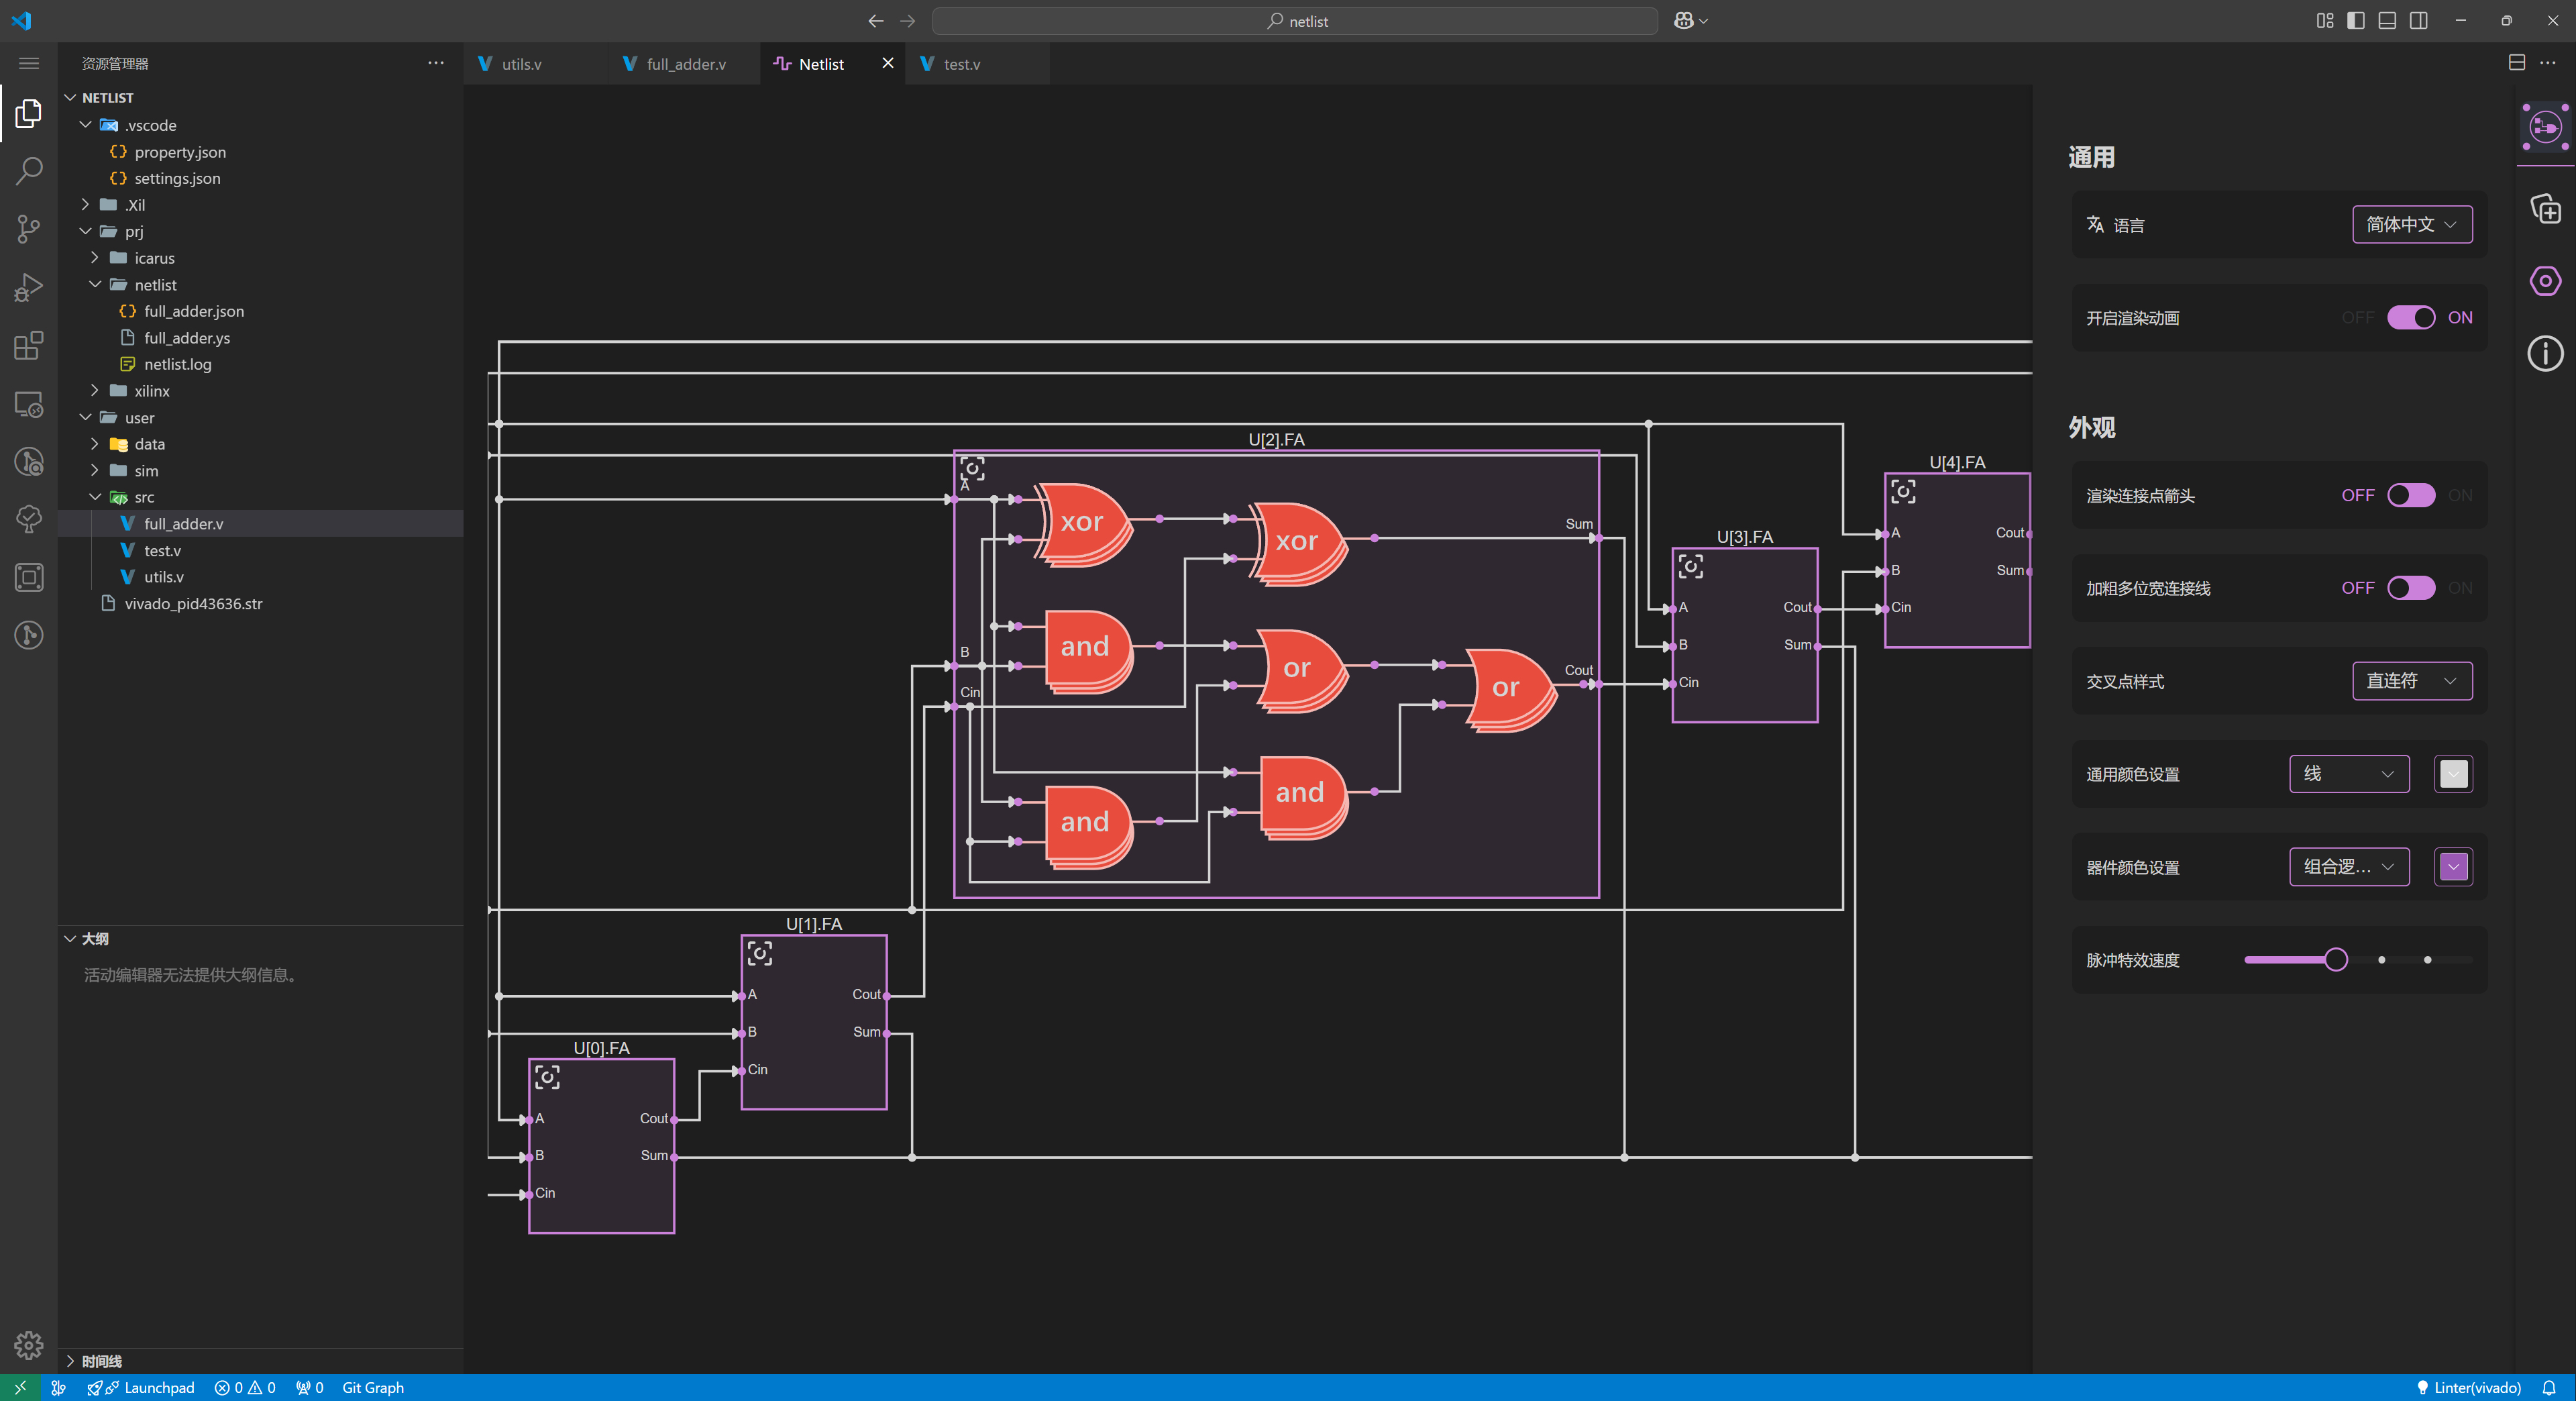 netlist
资源管理器
utils.v
full_adder.v
Netlist
test.v
NETLIST
.vscode
property.json
settings.json
.Xil
prj
icarus
netlist
full_adder.json
full_adder.ys
netlist.log
xilinx
user
data
sim
src
full_adder.v
test.v
utils.v
vivado_pid43636.str
大纲
活动编辑器无法提供大纲信息。
时间线
U[2].FA
A
xor
xor
Sum
B
and
or
or
Cout
Cin
and
and
U[4].FA
A
Cout
B
Sum
Cin
U[3].FA
A
Cout
B
Sum
Cin
U[1].FA
A
Cout
B
Sum
Cin
U[0].FA
A
Cout
B
Sum
Cin
通用
语言
简体中文
开启渲染动画
OFF
ON
外观
渲染连接点箭头
OFF
ON
加粗多位宽连接线
OFF
ON
交叉点样式
直连符
通用颜色设置
线
器件颜色设置
组合逻...
脉冲特效速度
Launchpad
0
0
0
Git Graph
Linter(vivado)